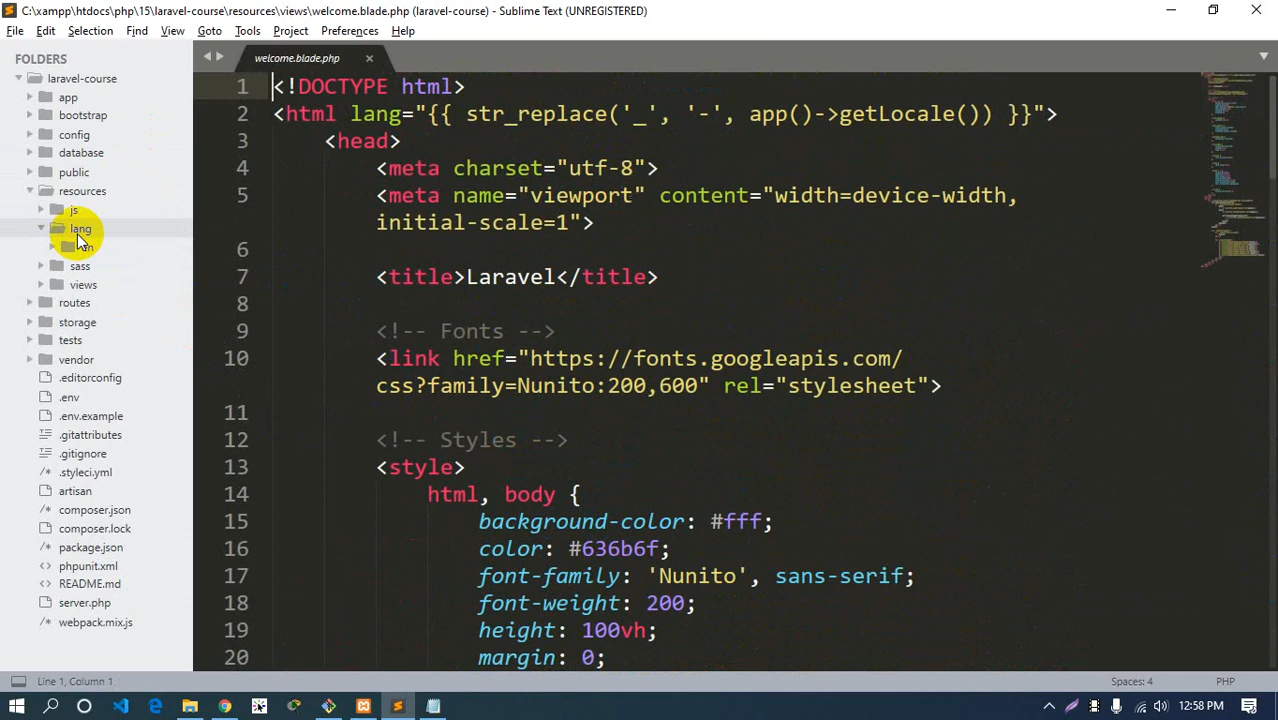 C:\xampp\htdocs\php\15\laravel-course\resources\views\welcome.blade.php (laravel-course) - Sublime Text (UNREGISTERED)
File Edit Selection Find View Goto Tools Project Preferences Help
FOLDERS
laravel-course
app
bootstrap
config
database
public
resources
js
lang
sass
views
routes
storage
tests
vendor
.editorconfig
.env
.env.example
.gitattributes
.gitignore
.styleci.yml
artisan
composer.json
composer.lock
package.json
phpunit.xml
README.md
server.php
webpack.mix.js
welcome.blade.php
1 <!DOCTYPE html>
2 <html lang="{{ str_replace('_', '-', app()->getLocale()) }}">
3 <head>
4 <meta charset="utf-8">
5 <meta name="viewport" content="width=device-width,
initial-scale=1">
6
7 <title>Laravel</title>
8
9 <!-- Fonts -->
10 <link href="https://fonts.googleapis.com/
css?family=Nunito:200,600" rel="stylesheet">
11
12 <!-- Styles -->
13 <style>
14 html, body {
15 background-color: #fff;
16 color: #636b6f;
17 font-family: 'Nunito', sans-serif;
18 font-weight: 200;
19 height: 100vh;
20 margin: 0;
Line 1, Column 1
Spaces: 4
PHP
12:58 PM